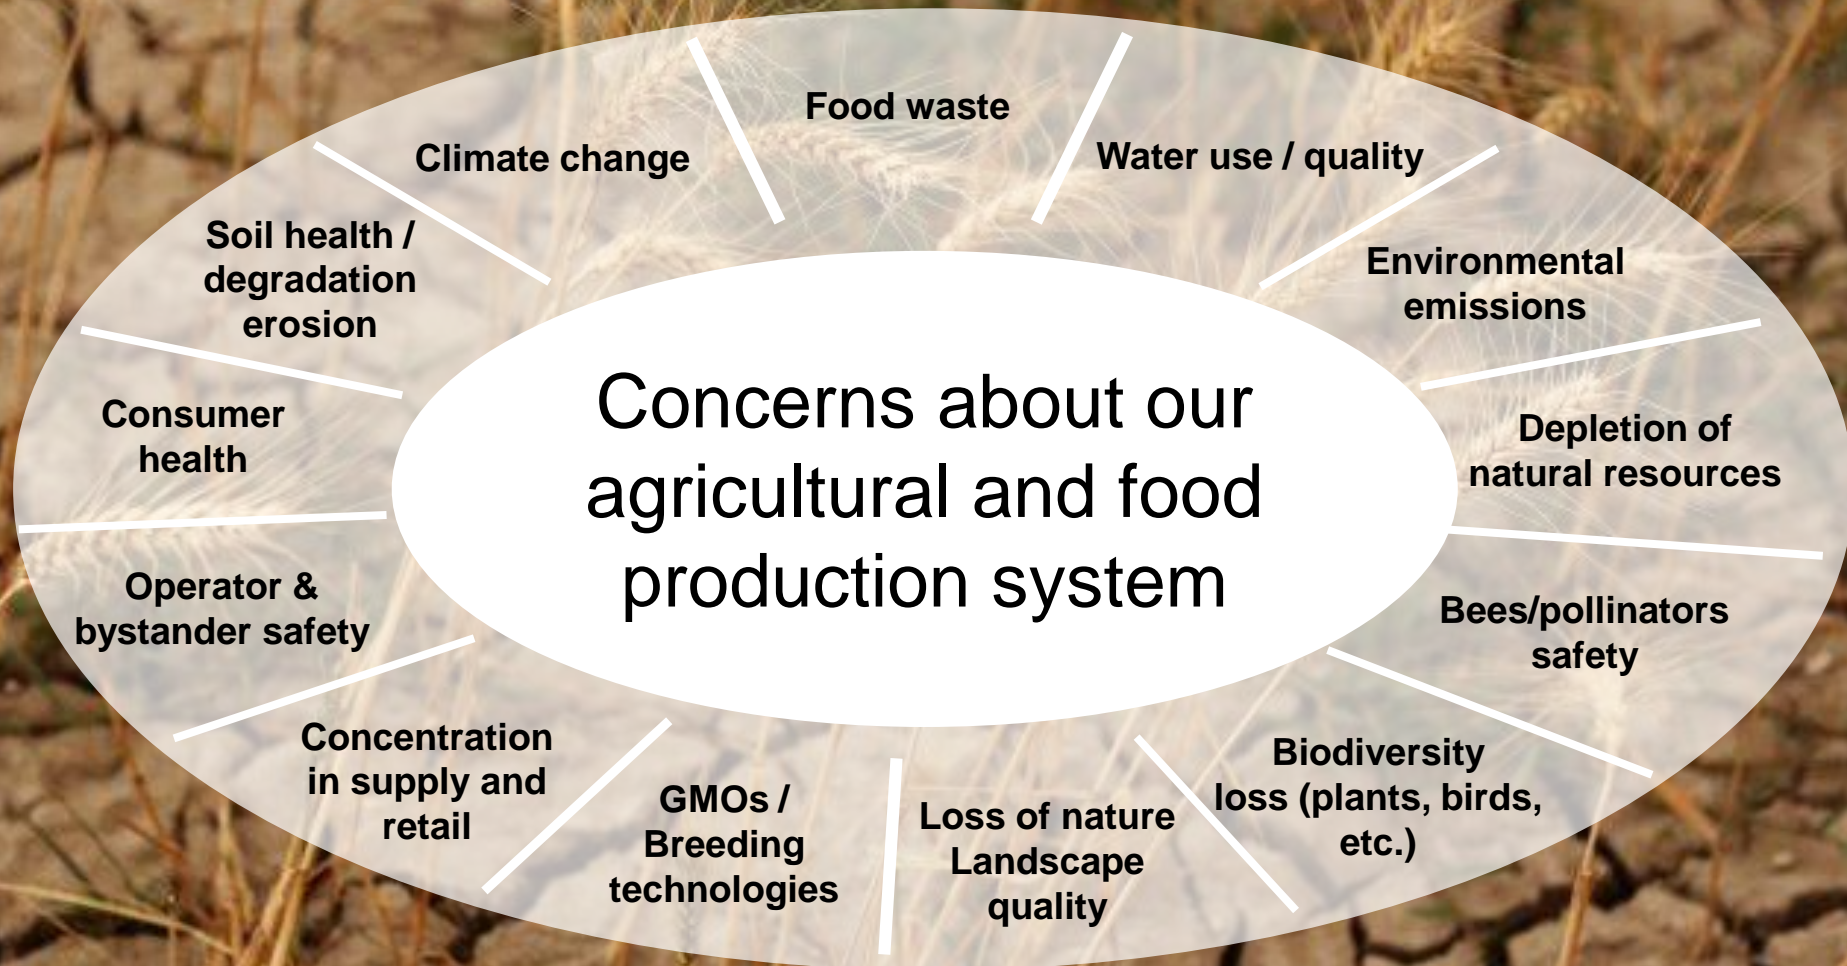 Food waste
Water use / quality
Environmental
emissions
Depletion of
natural resources
Bees/pollinators
safety
Biodiversity
loss (plants, birds,
etc.)
Loss of nature
Landscape
quality
GMOs /
Breeding
technologies
Concentration
in supply and
retail
Operator &
bystander safety
Consumer
health
Soil health /
degradation
erosion
Climate change
Concerns about our
agricultural and food
production system